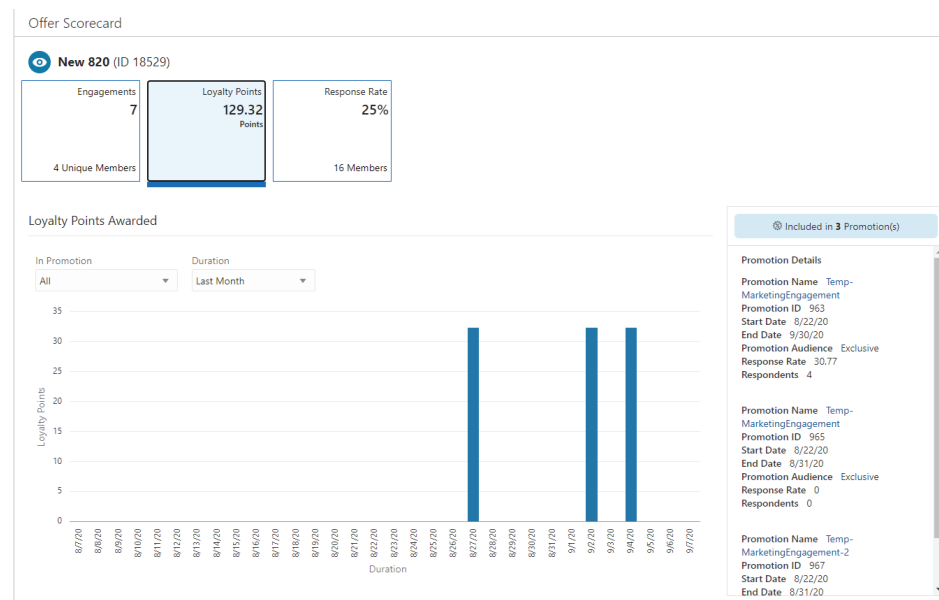 Offer Scorecard
New 820 (ID 18529)
Engagements
7
4 Unique Members
Loyalty Points
129.32
Points
Response Rate
25%
16 Members
Loyalty Points Awarded
In Promotion
All
Duration
Last Month
35
30
25
20
15
10
5
0
Loyalty Points
8/7/20
8/8/20
8/9/20
8/10/20
8/11/20
8/12/20
8/13/20
8/14/20
8/15/20
8/16/20
8/17/20
8/18/20
8/19/20
8/20/20
8/21/20
8/22/20
8/23/20
8/24/20
8/25/20
8/26/20
8/27/20
8/28/20
8/29/20
8/30/20
8/31/20
9/1/20
9/2/20
9/3/20
9/4/20
9/5/20
9/6/20
9/7/20
Duration
Included in 3 Promotion(s)
Promotion Details
Promotion Name Temp-
MarketingEngagement
Promotion ID 963
Start Date 8/22/20
End Date 9/30/20
Promotion Audience Exclusive
Response Rate 30.77
Respondents 4
Promotion Name Temp-
MarketingEngagement
Promotion ID 965
Start Date 8/22/20
End Date 8/31/20
Promotion Audience Exclusive
Response Rate 0
Respondents 0
Promotion Name Temp-
MarketingEngagement-2
Promotion ID 967
Start Date 8/22/20
End Date 8/31/20